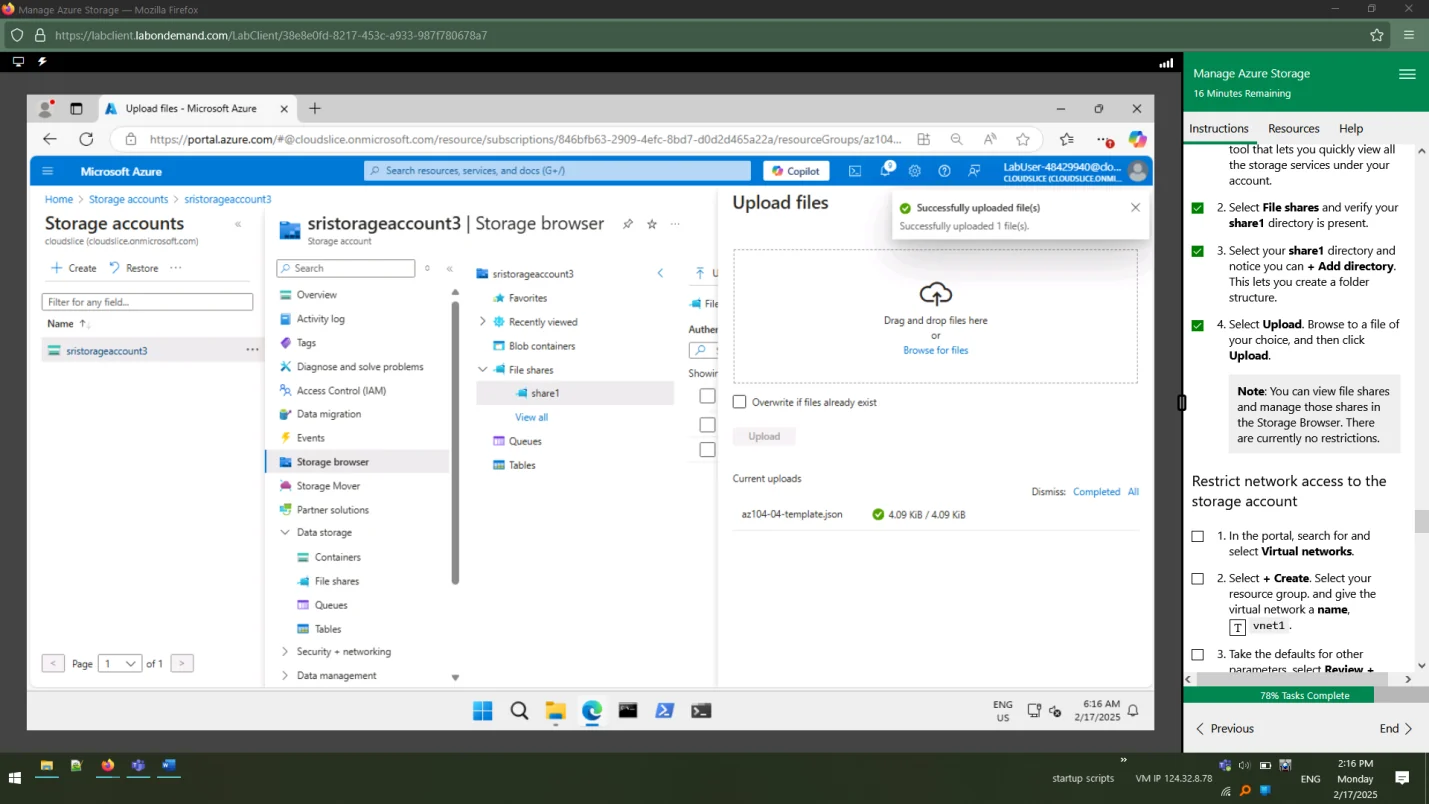 Manage Azure Storage — Mozilla Firefox
https://labclient.labondemand.com/LabClient/38e8e0fd-8217-453c-a933-987f780678a7
Upload files - Microsoft Azure
https://portal.azure.com/#@cloudslice.onmicrosoft.com/resource/subscriptions/846bfb63-2909-4efc-8bd7-d0d2d465a22a/resourceGroups/az104...
Microsoft Azure
Search resources, services, and docs (G+/)
Copilot
LabUser-48429940@clo...
CLOUDSLICE (CLOUDSLICE.ONMI...
Home > Storage accounts > sristorageaccount3
Storage accounts
cloudslice (cloudslice.onmicrosoft.com)
Create
Restore
Filter for any field...
Name
sristorageaccount3
Page
1
of 1
sristorageaccount3 | Storage browser
Storage account
Search
Overview
Activity log
Tags
Diagnose and solve problems
Access Control (IAM)
Data migration
Events
Storage browser
Storage Mover
Partner solutions
Data storage
Containers
File shares
Queues
Tables
Security + networking
Data management
sristorageaccount3
Favorites
Recently viewed
Blob containers
File shares
share1
View all
Queues
Tables
U
File
Auther
S
Showin
Upload files
Successfully uploaded file(s)
Successfully uploaded 1 file(s).
Drag and drop files here
or
Browse for files
Overwrite if files already exist
Upload
Current uploads
Dismiss: Completed All
az104-04-template.json 4.09 KiB / 4.09 KiB
ENG
US
6:16 AM
2/17/2025
Manage Azure Storage
16 Minutes Remaining
Instructions Resources Help
tool that lets you quickly view all
the storage services under your
account.
2. Select File shares and verify your
share1 directory is present.
3. Select your share1 directory and
notice you can + Add directory.
This lets you create a folder
structure.
4. Select Upload. Browse to a file of
your choice, and then click
Upload.
Note: You can view file shares
and manage those shares in
the Storage Browser. There
are currently no restrictions.
Restrict network access to the
storage account
1. In the portal, search for and
select Virtual networks.
2. Select + Create. Select your
resource group. and give the
virtual network a name,
T vnet1 .
3. Take the defaults for other
parameters, select Review +
78% Tasks Complete
Previous
End
startup scripts
VM IP 124.32.8.78
ENG
2:16 PM
Monday
2/17/2025